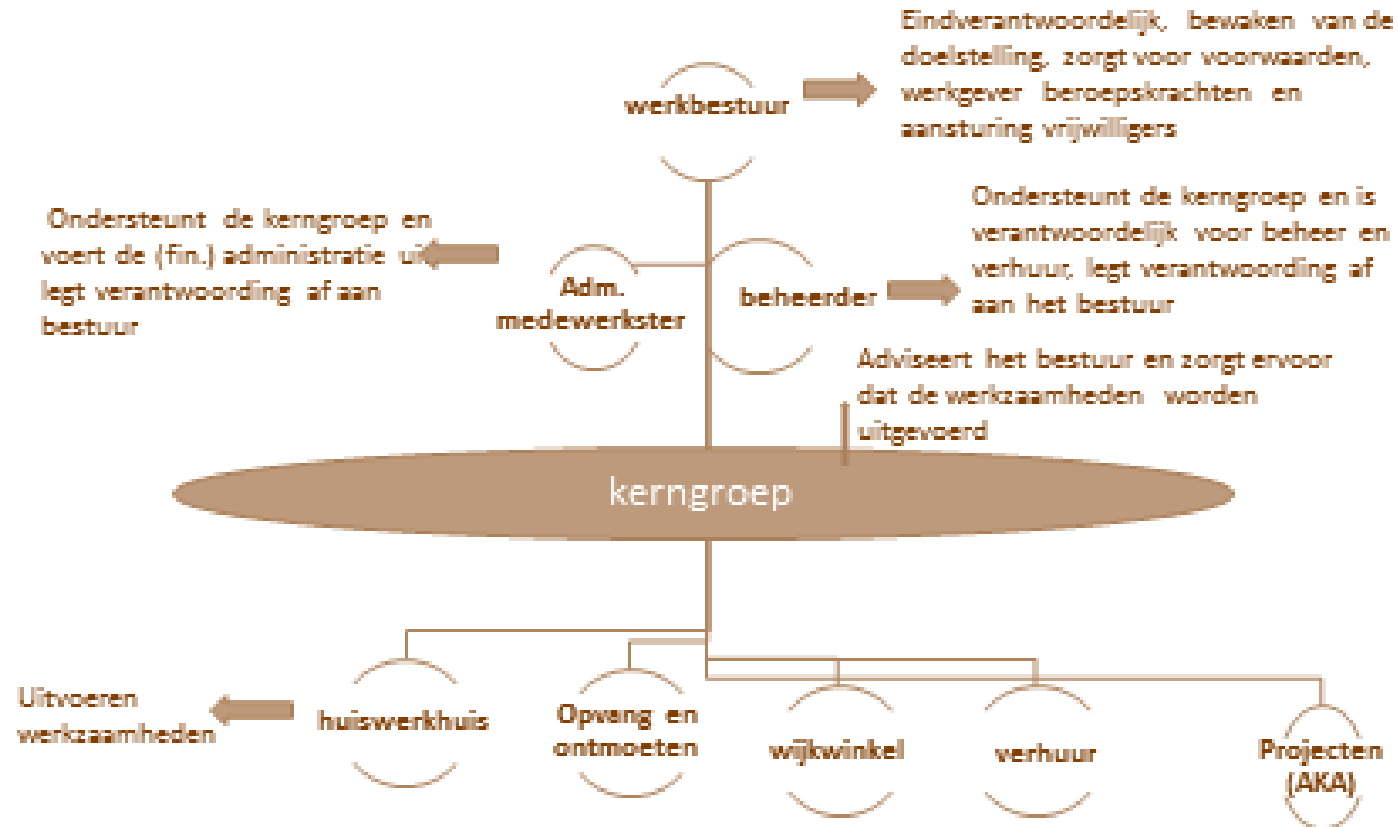 Eindverantwoordelijk, bewaken van de
doelstelling, zorgt voor voorwaarden,
werkgever beroepskrachten en
aansturing vrijwilligers
werkbestuur
Ondersteunt de kerngroep en
voert de (fin.) administratie uit
legt verantwoording af aan
bestuur
Adm.
medewerkster
beheerder
Ondersteunt de kerngroep en is
verantwoordelijk voor beheer en
verhuur, legt verantwoording af
aan het bestuur
Adviseert het bestuur en zorgt ervoor
dat de werkzaamheden worden
uitgevoerd
kerngroep
Uitvoeren
werkzaamheden
huiswerkhuis
Opvang en
ontmoeten
wijkwinkel
verhuur
Projecten
(AKA)